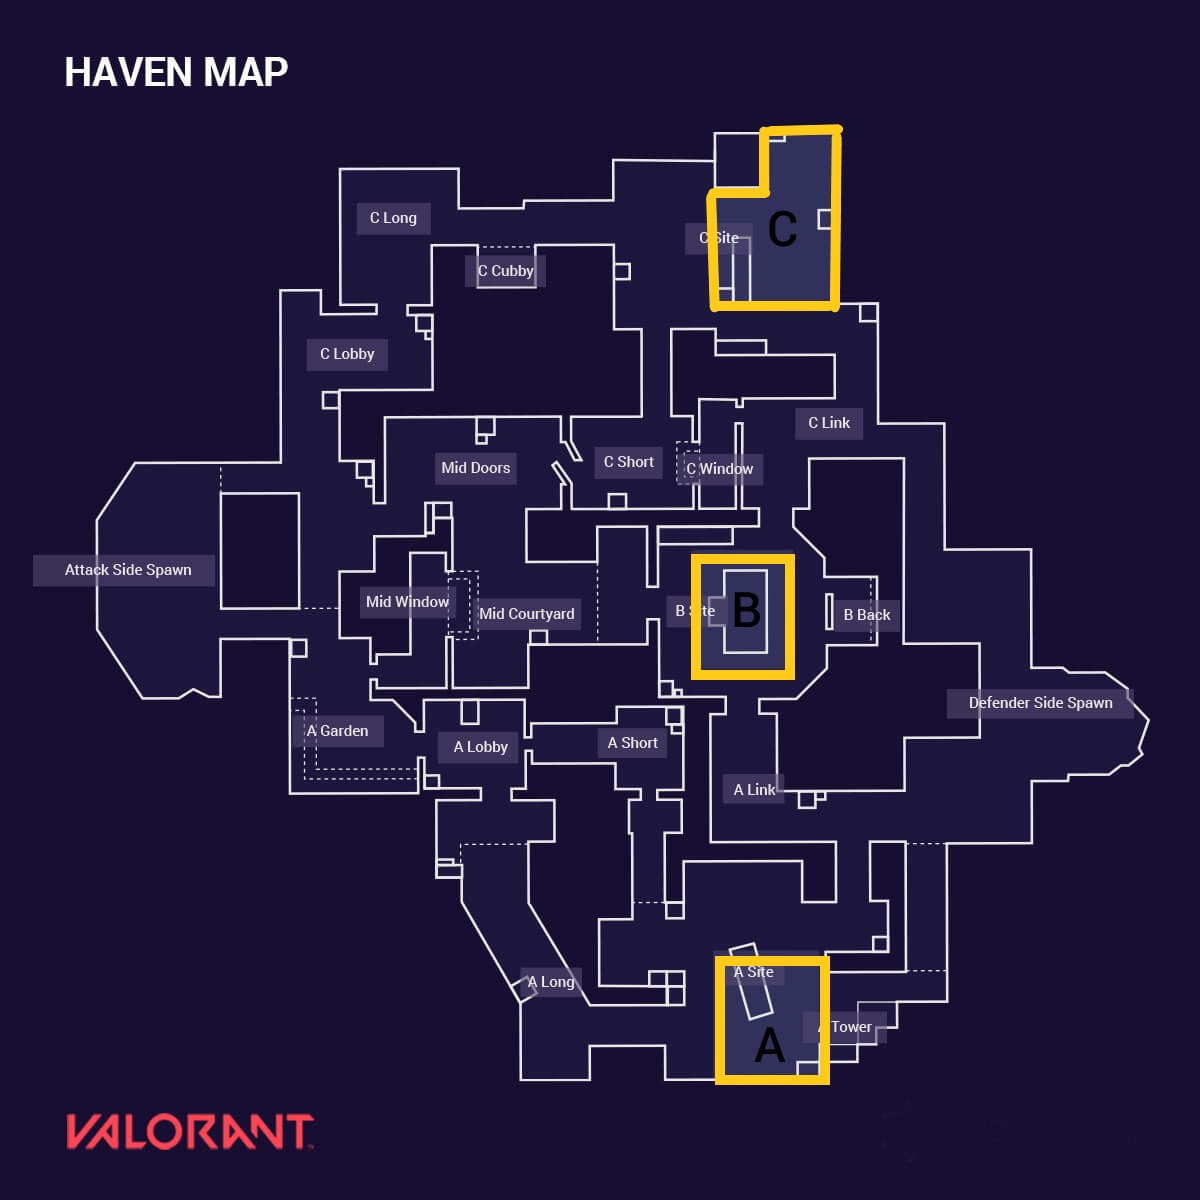 HAVEN MAP
C Long
C Site
C
C Cubby
C Lobby
C Link
Mid Doors
C Short
C Window
Attack Side Spawn
Mid Window
Mid Courtyard
B Site
B
B Back
Defender Side Spawn
A Garden
A Lobby
A Short
A Link
A Long
A Site
A Tower
A
VALORANT